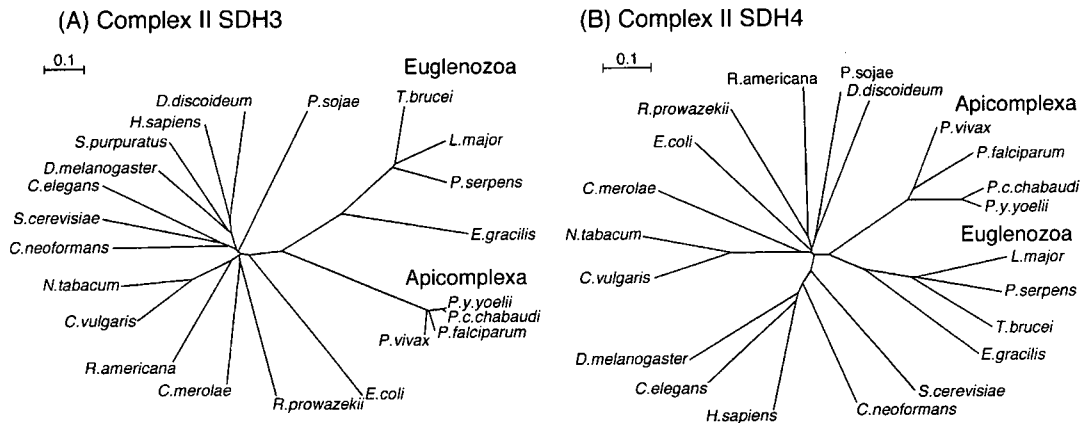 (A) Complex II SDH3
0.1
Euglenozoa
D.discoideum
P.sojae
T.brucei
H.sapiens
S.purpuratus
L.major
D.melanogaster
C.elegans
P.serpens
S.cerevisiae
E.gracilis
C.neoformans
Apicomplexa
N.tabacum
P.y.yoelii
P.c.chabaudi
C.vulgaris
P.falciparum
P.vivax
R.americana
C.merolae
E.coli
R.prowazekii
(B) Complex II SDH4
0.1
P.sojae
R.americana
D.discoideum
Apicomplexa
R.prowazekii
P.vivax
E.coli
P.falciparum
C.merolae
P.c.chabaudi
P.y.yoelii
N.tabacum
Euglenozoa
L.major
C.vulgaris
P.serpens
T.brucei
D.melanogaster
E.gracilis
C.elegans
S.cerevisiae
H.sapiens
C.neoformans